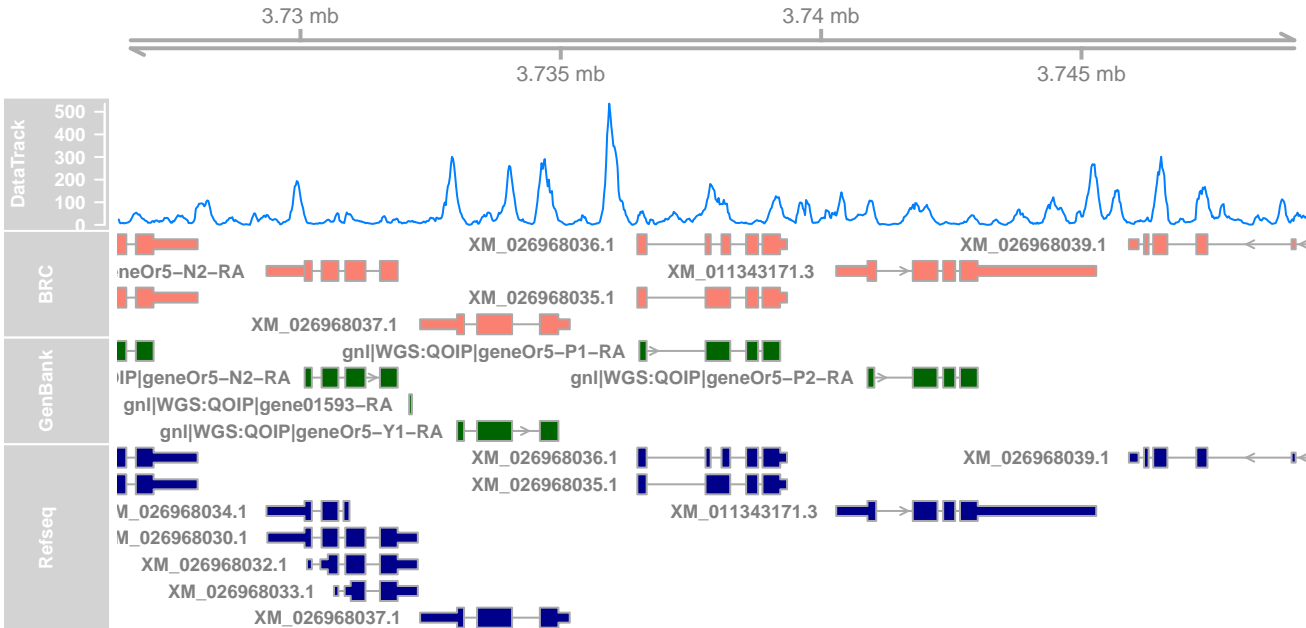 3.73 mb 3.74 mb
3.735 mb 3.745 mb
DataTrack
500
400
300
200
100
0
BRC
XM_026968036.1 XM_026968039.1
eneOr5−N2−RA XM_011343171.3
XM_026968035.1
XM_026968037.1
GenBank
gnl|WGS:QOIP|geneOr5−P1−RA
IP|geneOr5−N2−RA gnl|WGS:QOIP|geneOr5−P2−RA
gnl|WGS:QOIP|gene01593−RA
gnl|WGS:QOIP|geneOr5−Y1−RA
Refseq
XM_026968036.1 XM_026968039.1
XM_026968035.1
M_026968034.1 XM_011343171.3
M_026968030.1
XM_026968032.1
XM_026968033.1
XM_026968037.1